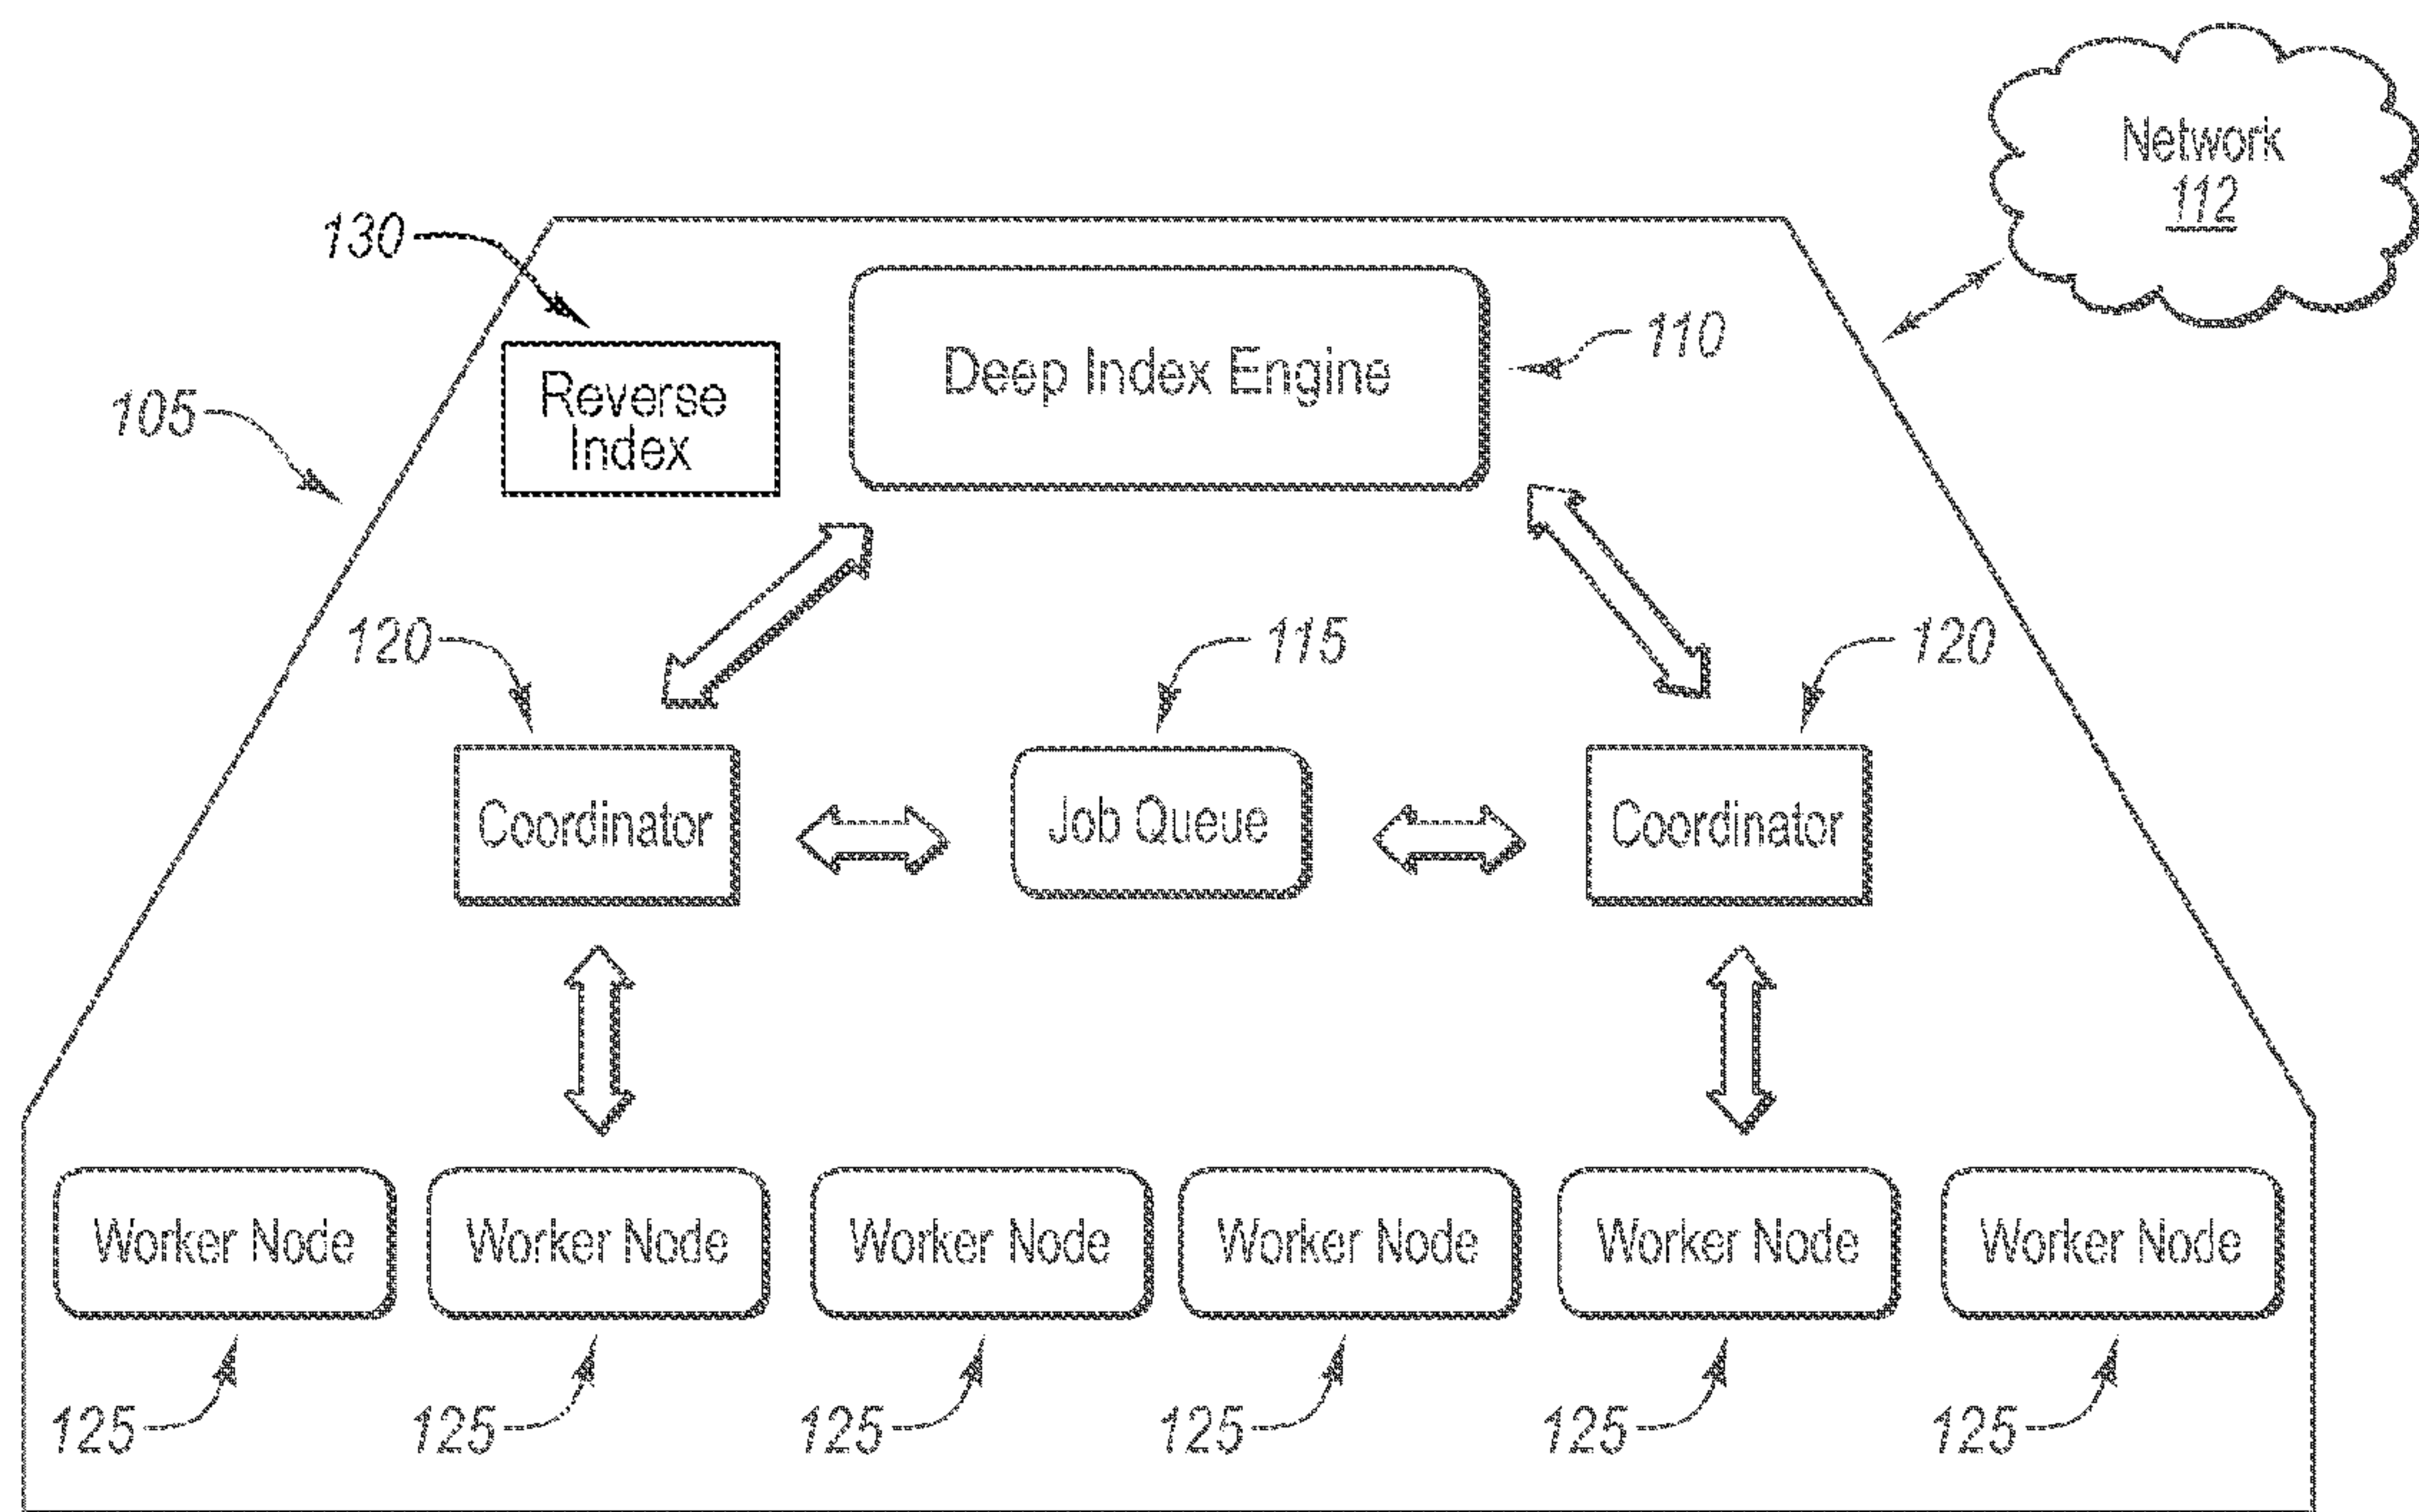 Network
112
130
Deep Index Engine
110
Reverse
Index
105
120
115
120
Coordinator
Job Queue
Coordinator
Worker Node
Worker Node
Worker Node
Worker Node
Worker Node
Worker Node
125
125
125
125
125
125